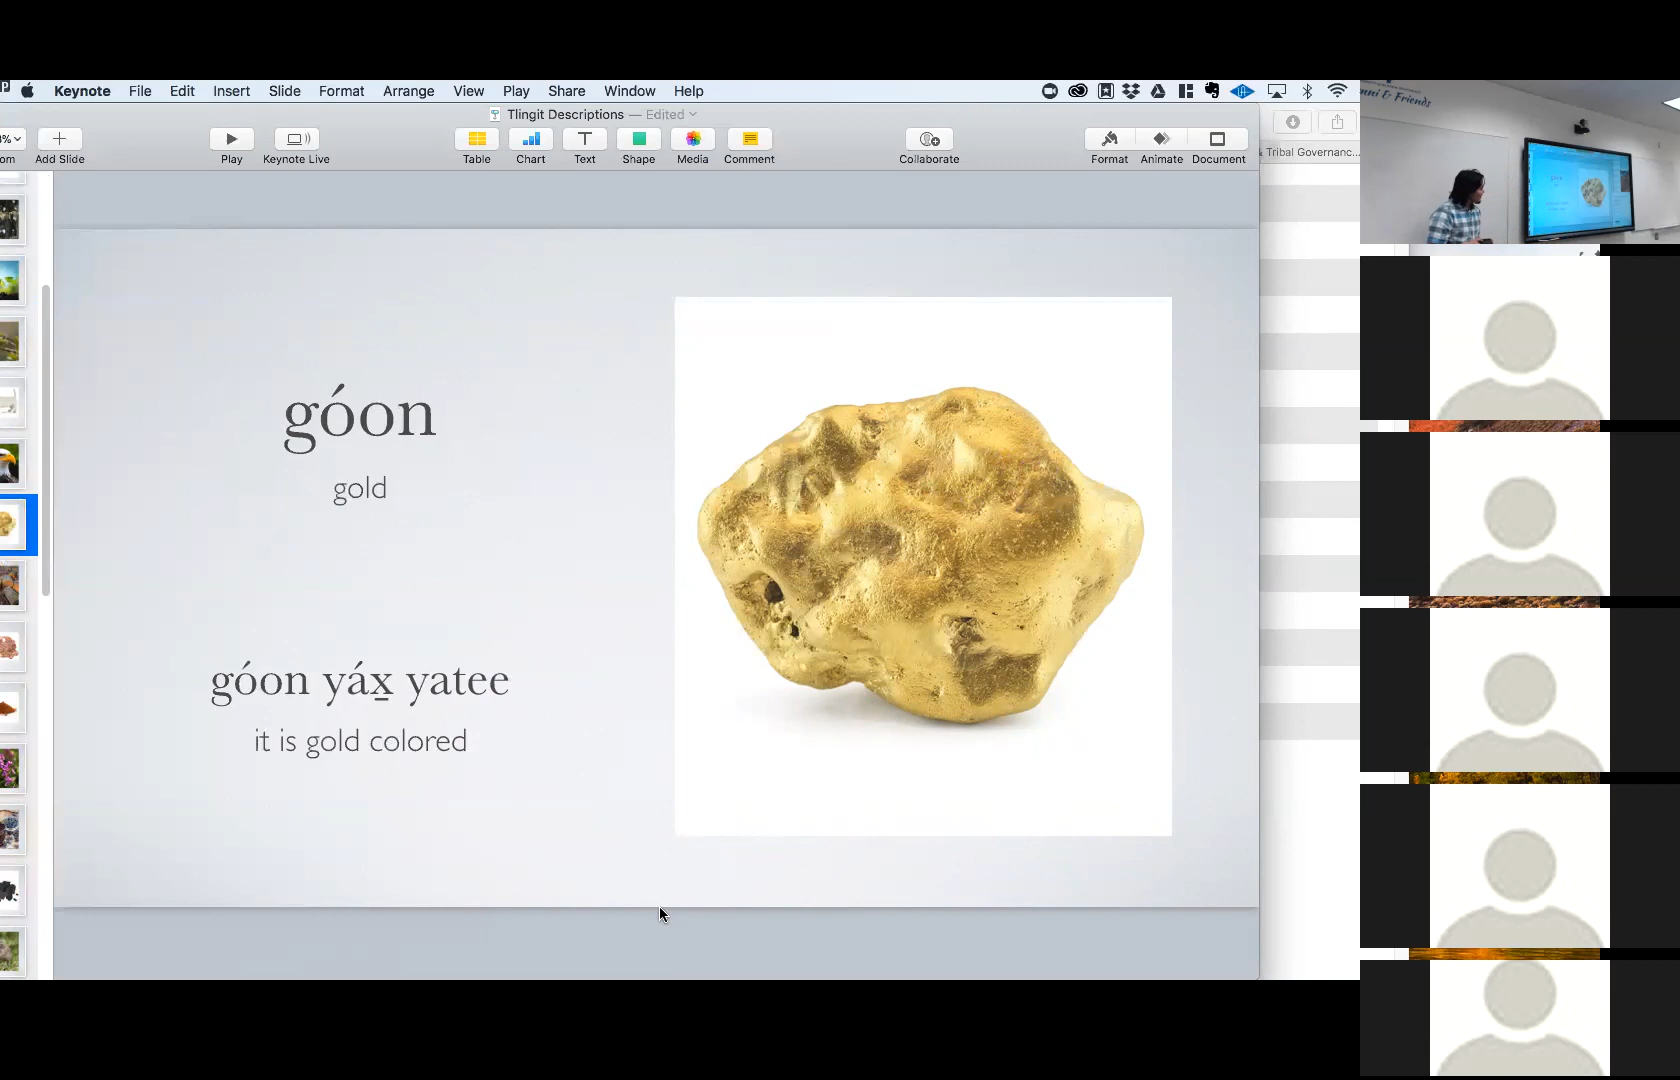 Keynote File Edit Insert Slide Format Arrange View Play Share Window Help
Tlingit Descriptions — Edited
Add Slide Play Keynote Live Table Chart Text Shape Media Comment Collaborate Format Animate Document
Tribal Governanc...
& Friends
góon
gold
góon yáx̱ yatee
it is gold colored